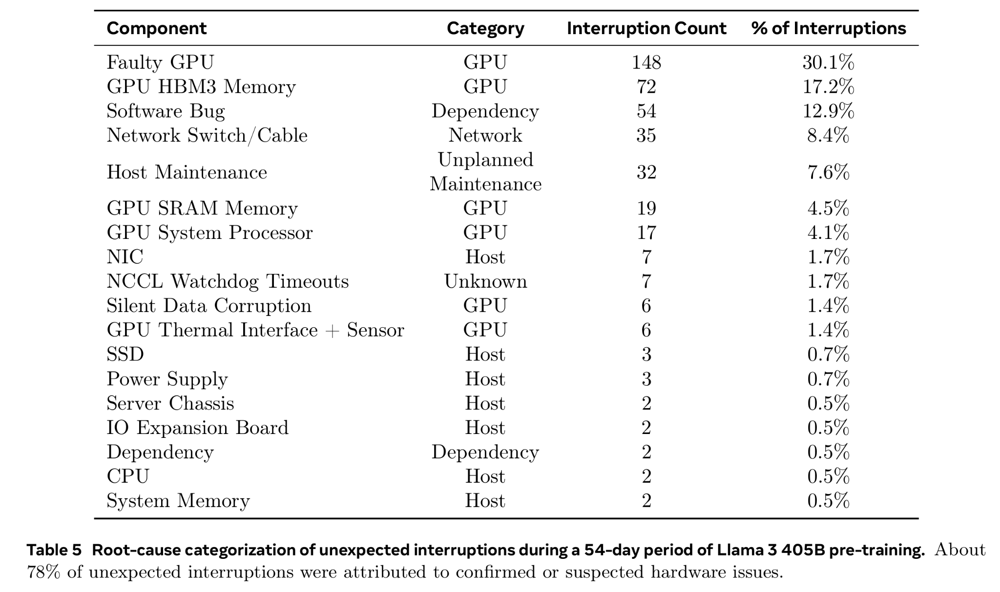 Component Category Interruption Count % of Interruptions
Faulty GPU GPU 148 30.1%
GPU HBM3 Memory GPU 72 17.2%
Software Bug Dependency 54 12.9%
Network Switch/Cable Network 35 8.4%
Host Maintenance Unplanned Maintenance 32 7.6%
GPU SRAM Memory GPU 19 4.5%
GPU System Processor GPU 17 4.1%
NIC Host 7 1.7%
NCCL Watchdog Timeouts Unknown 7 1.7%
Silent Data Corruption GPU 6 1.4%
GPU Thermal Interface + Sensor GPU 6 1.4%
SSD Host 3 0.7%
Power Supply Host 3 0.7%
Server Chassis Host 2 0.5%
IO Expansion Board Host 2 0.5%
Dependency Dependency 2 0.5%
CPU Host 2 0.5%
System Memory Host 2 0.5%
Table 5 Root-cause categorization of unexpected interruptions during a 54-day period of Llama 3 405B pre-training. About
78% of unexpected interruptions were attributed to confirmed or suspected hardware issues.